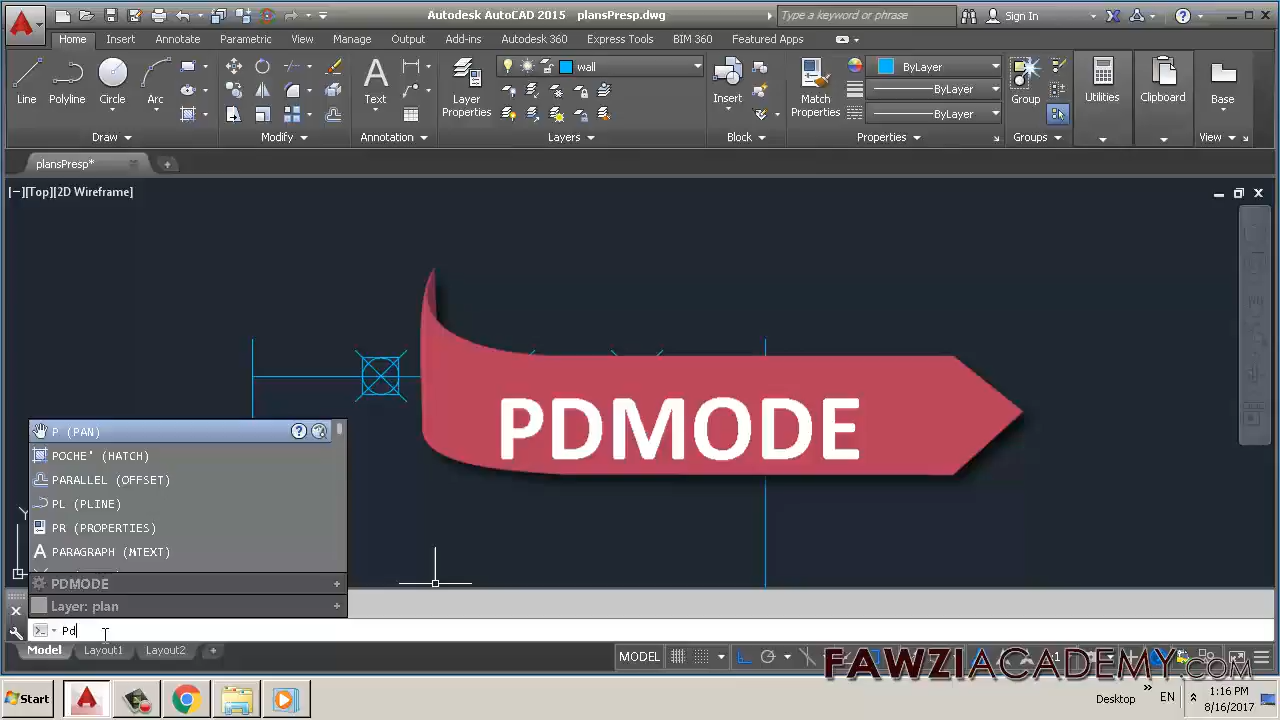 Autodesk AutoCAD 2015 plansPresp.dwg
Type a keyword or phrase
Sign In
Home Insert Annotate Parametric View Manage Output Add-ins Autodesk 360 Express Tools BIM 360 Featured Apps
Line Polyline Circle Arc
Text
Layer
Properties
wall
Insert
Match
Properties
ByLayer
ByLayer
ByLayer
Group
Utilities
Clipboard
Base
Draw Modify Annotation Layers Block Properties Groups View
plansPresp*
[−][Top][2D Wireframe]
PDMODE
P (PAN)
POCHE' (HATCH)
PARALLEL (OFFSET)
PL (PLINE)
PR (PROPERTIES)
PARAGRAPH (MTEXT)
PDMODE
Layer: plan
Y
Pd
Model Layout1 Layout2
MODEL
FAWZIACADEMY.COM
Start
Desktop
EN
1:16 PM
8/16/2017